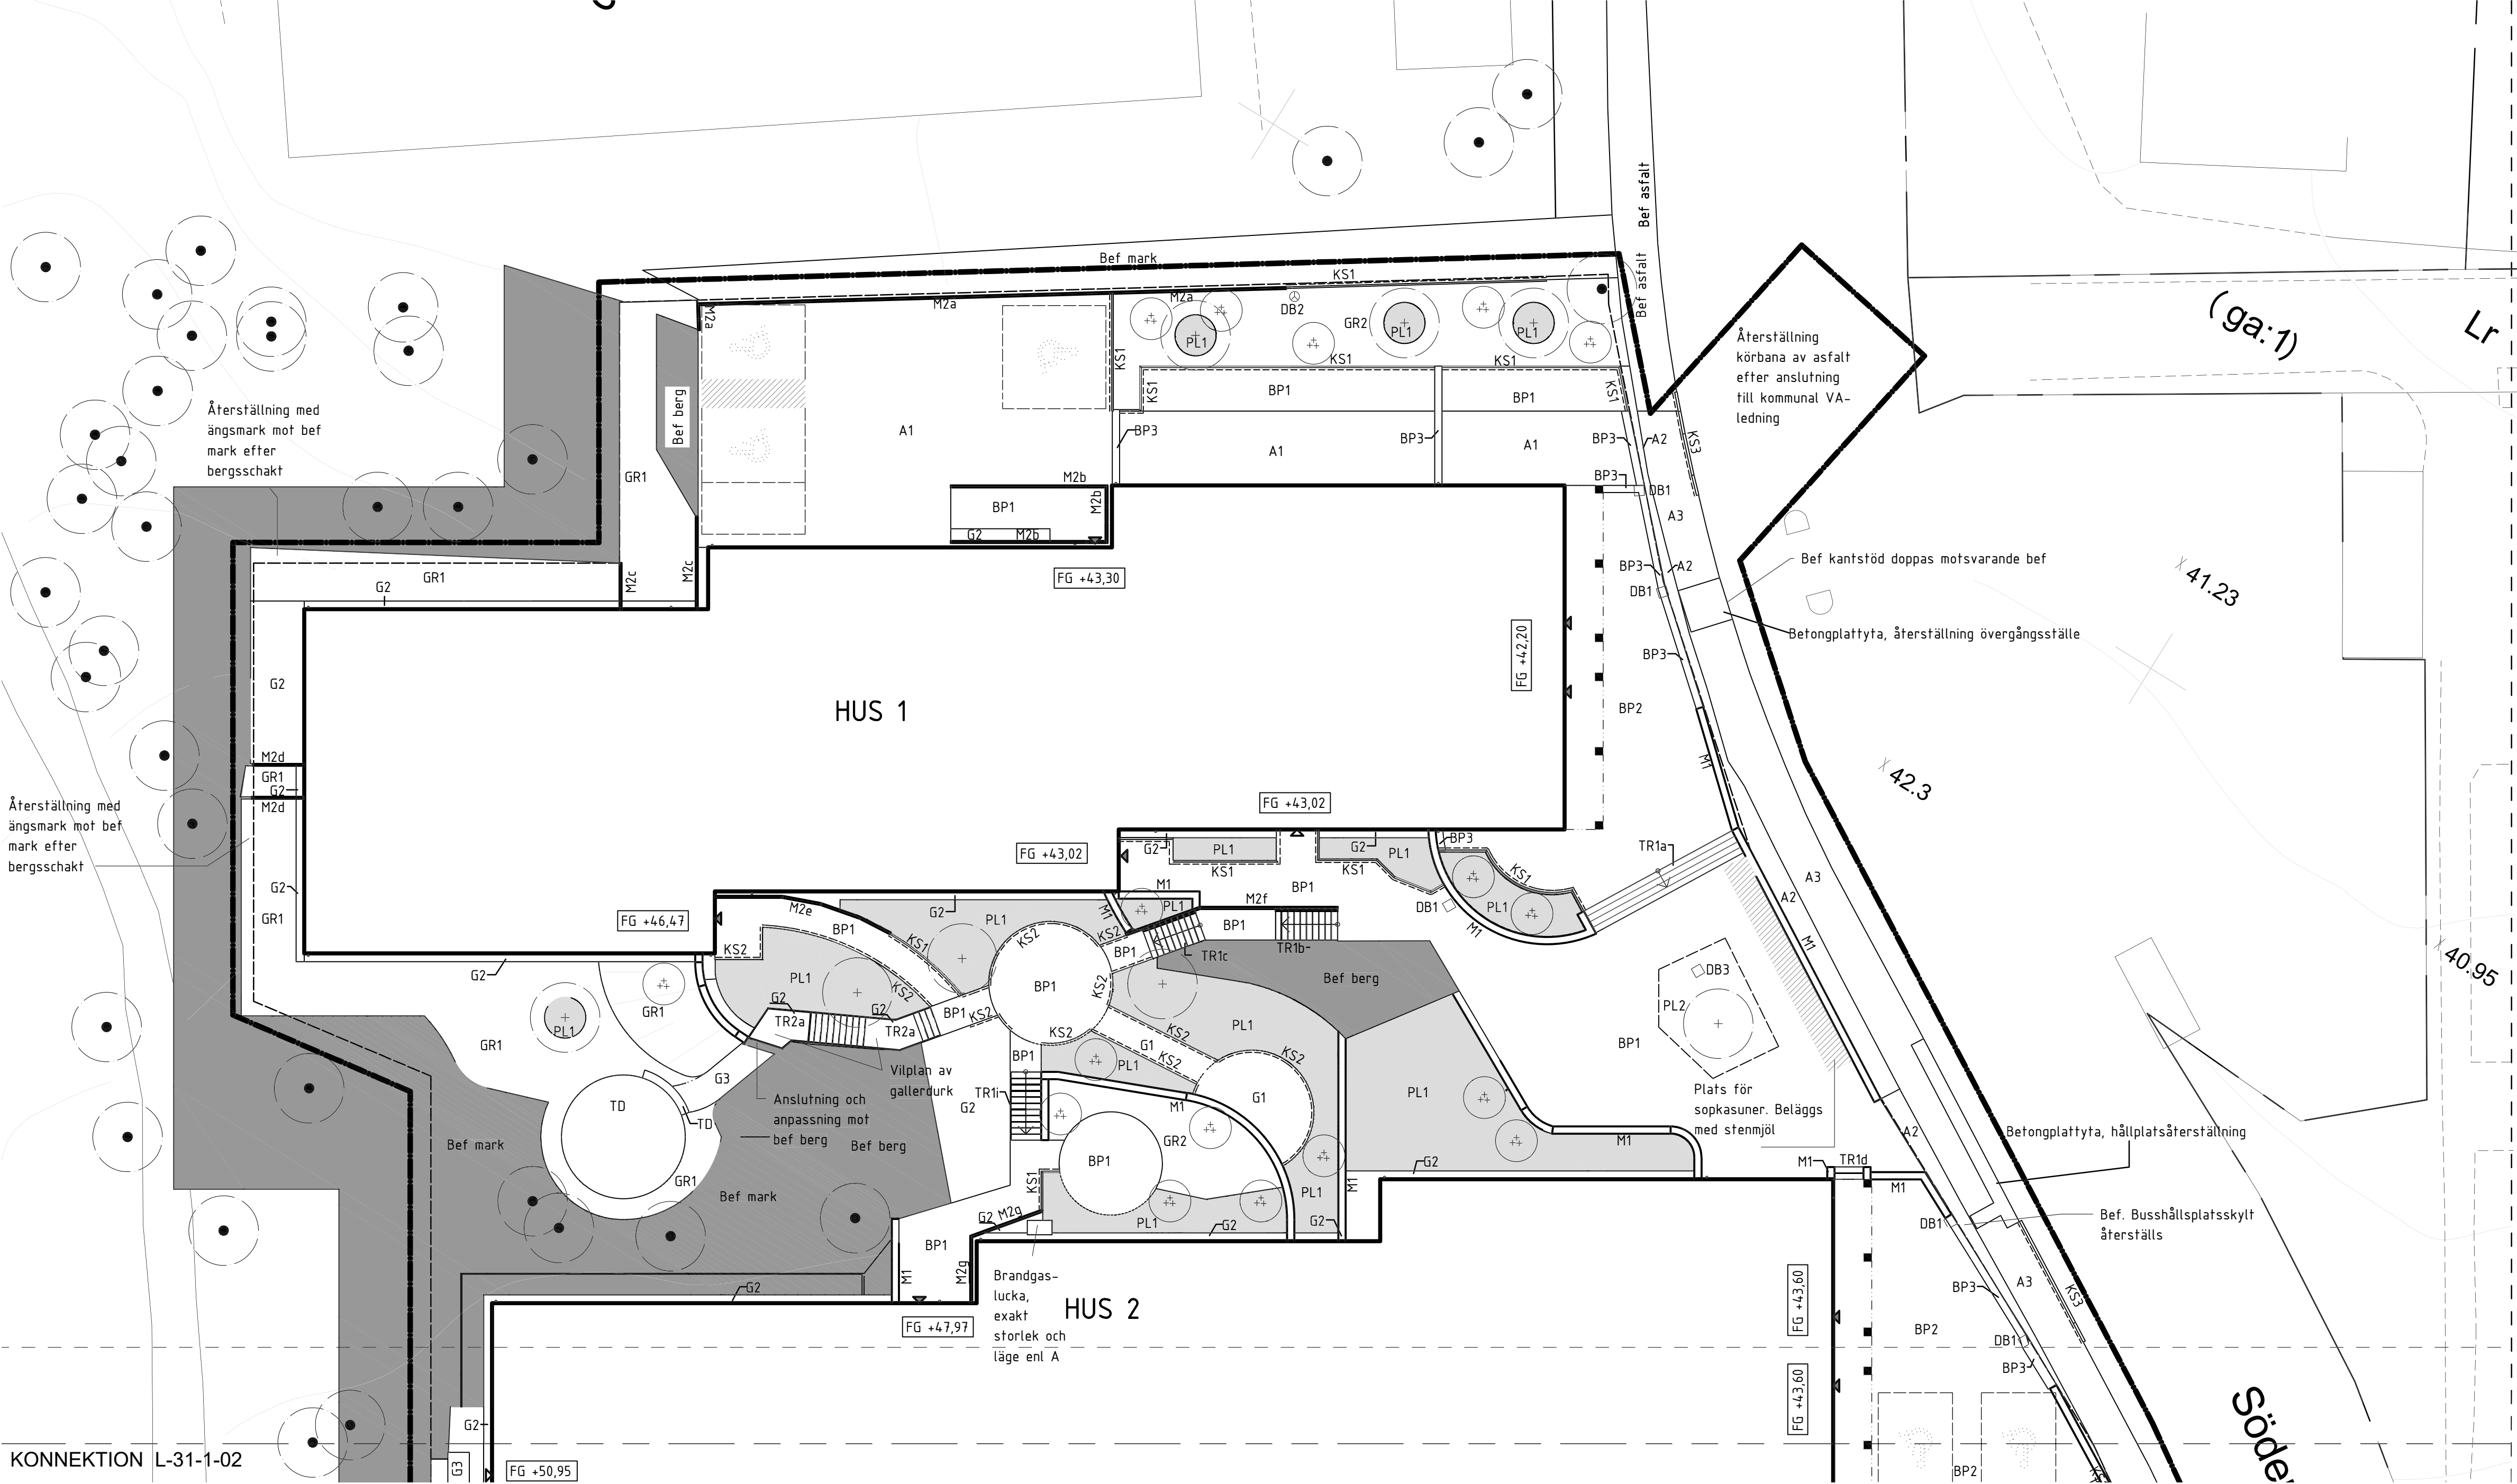 Bef asfalt
Bef asfalt
Bef mark
KS1
M2a
M2a
M2a
DB2
GR2
PL1
PL1
PL1
KS1
KS1
KS1
KS1
KS1
BP1
BP1
(ga:1)
Lr
Återställning
körbana av asfalt
efter anslutning
till kommunal VA-
ledning
Återställning med
ängsmark mot bef
mark efter
bergsschakt
Bef berg
GR1
A1
BP3
A1
BP3
A1
BP3
A2
KS3
M2b
BP3
DB1
BP1
M2b
G2
M2b
A3
Bef kantstöd doppas motsvarande bef
41.23
GR1
G2
M2c
M2c
FG +43,30
BP3
A2
DB1
FG +42,20
Betongplattyta, återställning övergångsställe
BP3
G2
HUS 1
BP2
M2d
GR1
G2
M2d
M1
42.3
Återställning med
ängsmark mot bef
mark efter
bergsschakt
FG +43,02
FG +43,02
G2
PL1
KS1
G2
PL1
KS1
BP3
KS1
TR1a
G2
GR1
A3
A2
M1
M1
PL1
M2f
BP1
BP1
DB1
PL1
M1
M1
FG +46,47
M2e
BP1
G2
PL1
KS1
KS2
KS2
BP1
TR1c
TR1b
KS2
G2
PL1
KS2
BP1
KS2
Bef berg
DB3
PL2
40.95
GR1
PL1
G2
TR2a
G2
TR2a
BP1
KS2
KS2
KS2
PL1
GR1
BP1
G1
KS2
KS2
BP1
PL1
Vilplan av
gallerdurk
G3
TD
TD
Anslutning och
anpassning mot
bef berg
TR1i
G2
M1
G1
PL1
Plats för
sopkasuner. Beläggs
med stenmjöl
Bef mark
Bef berg
GR2
BP1
M1
A2
Betongplattyta, hållplatsåterställning
GR1
Bef mark
KS1
G2
M1
TR1d
M1
PL1
M1
G2
M2g
PL1
G2
G2
DB1
Bef. Busshållsplatsskylt
återställs
BP1
M1
M2g
G2
Brandgas-
lucka,
exakt
storlek och
läge enl A
HUS 2
FG +43,60
BP3
A3
KS3
FG +47,97
BP2
DB1
BP3
FG +43,60
G2
Söde
KONNEKTION L-31-1-02
G3
FG +50,95
BP2